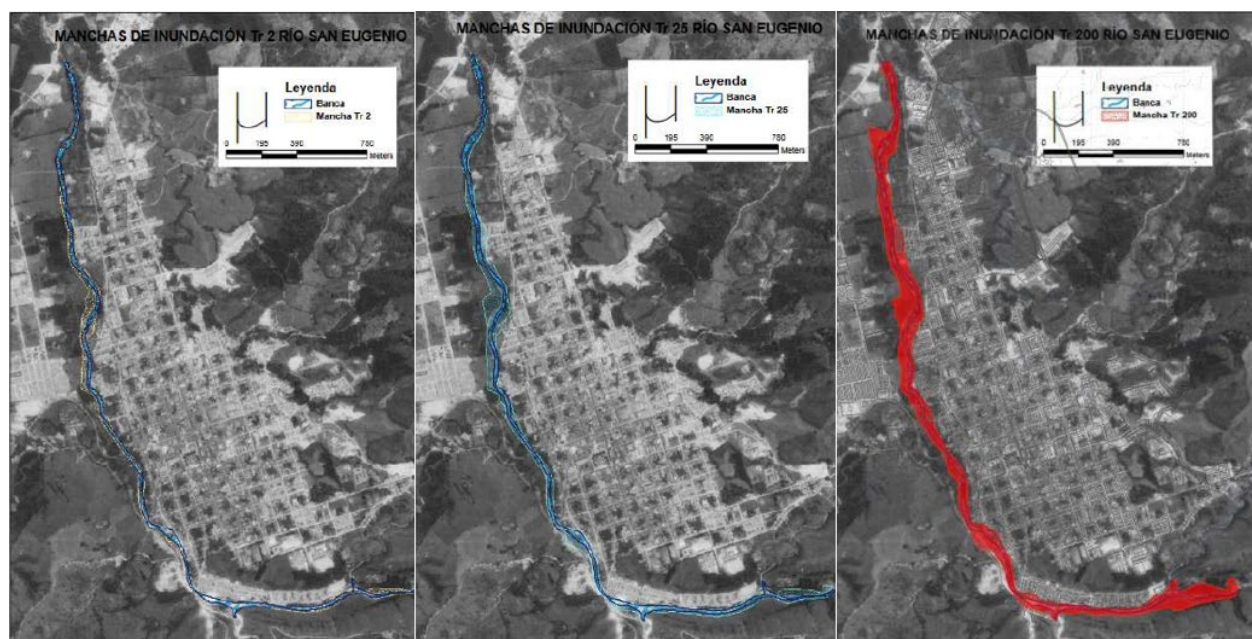 MANCHAS DE INUNDACIÓN Tr 2 RÍO SAN EUGENIO
Leyenda
Banca
Mancha Tr 2
0 195 390 780
Meters
MANCHAS DE INUNDACIÓN Tr 25 RÍO SAN EUGENIO
Leyenda
Banca
Mancha Tr 25
0 195 390 780
Meters
MANCHAS DE INUNDACIÓN Tr 200 RÍO SAN EUGENIO
Leyenda
Banca
Mancha Tr 200
0 195 390 780
Meters